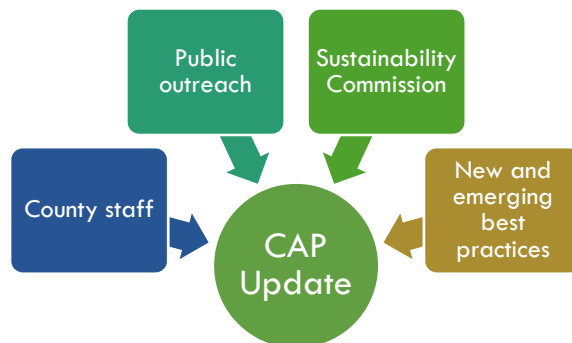 Public
outreach
Sustainability
Commission
County staff
New and
emerging
best
practices
CAP
Update